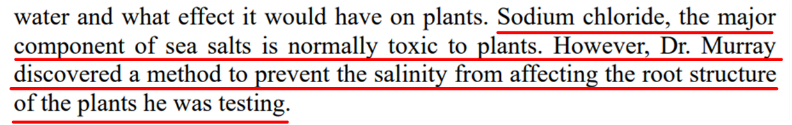 water and what effect it would have on plants. Sodium chloride, the major
component of sea salts is normally toxic to plants. However, Dr. Murray
discovered a method to prevent the salinity from affecting the root structure
of the plants he was testing.